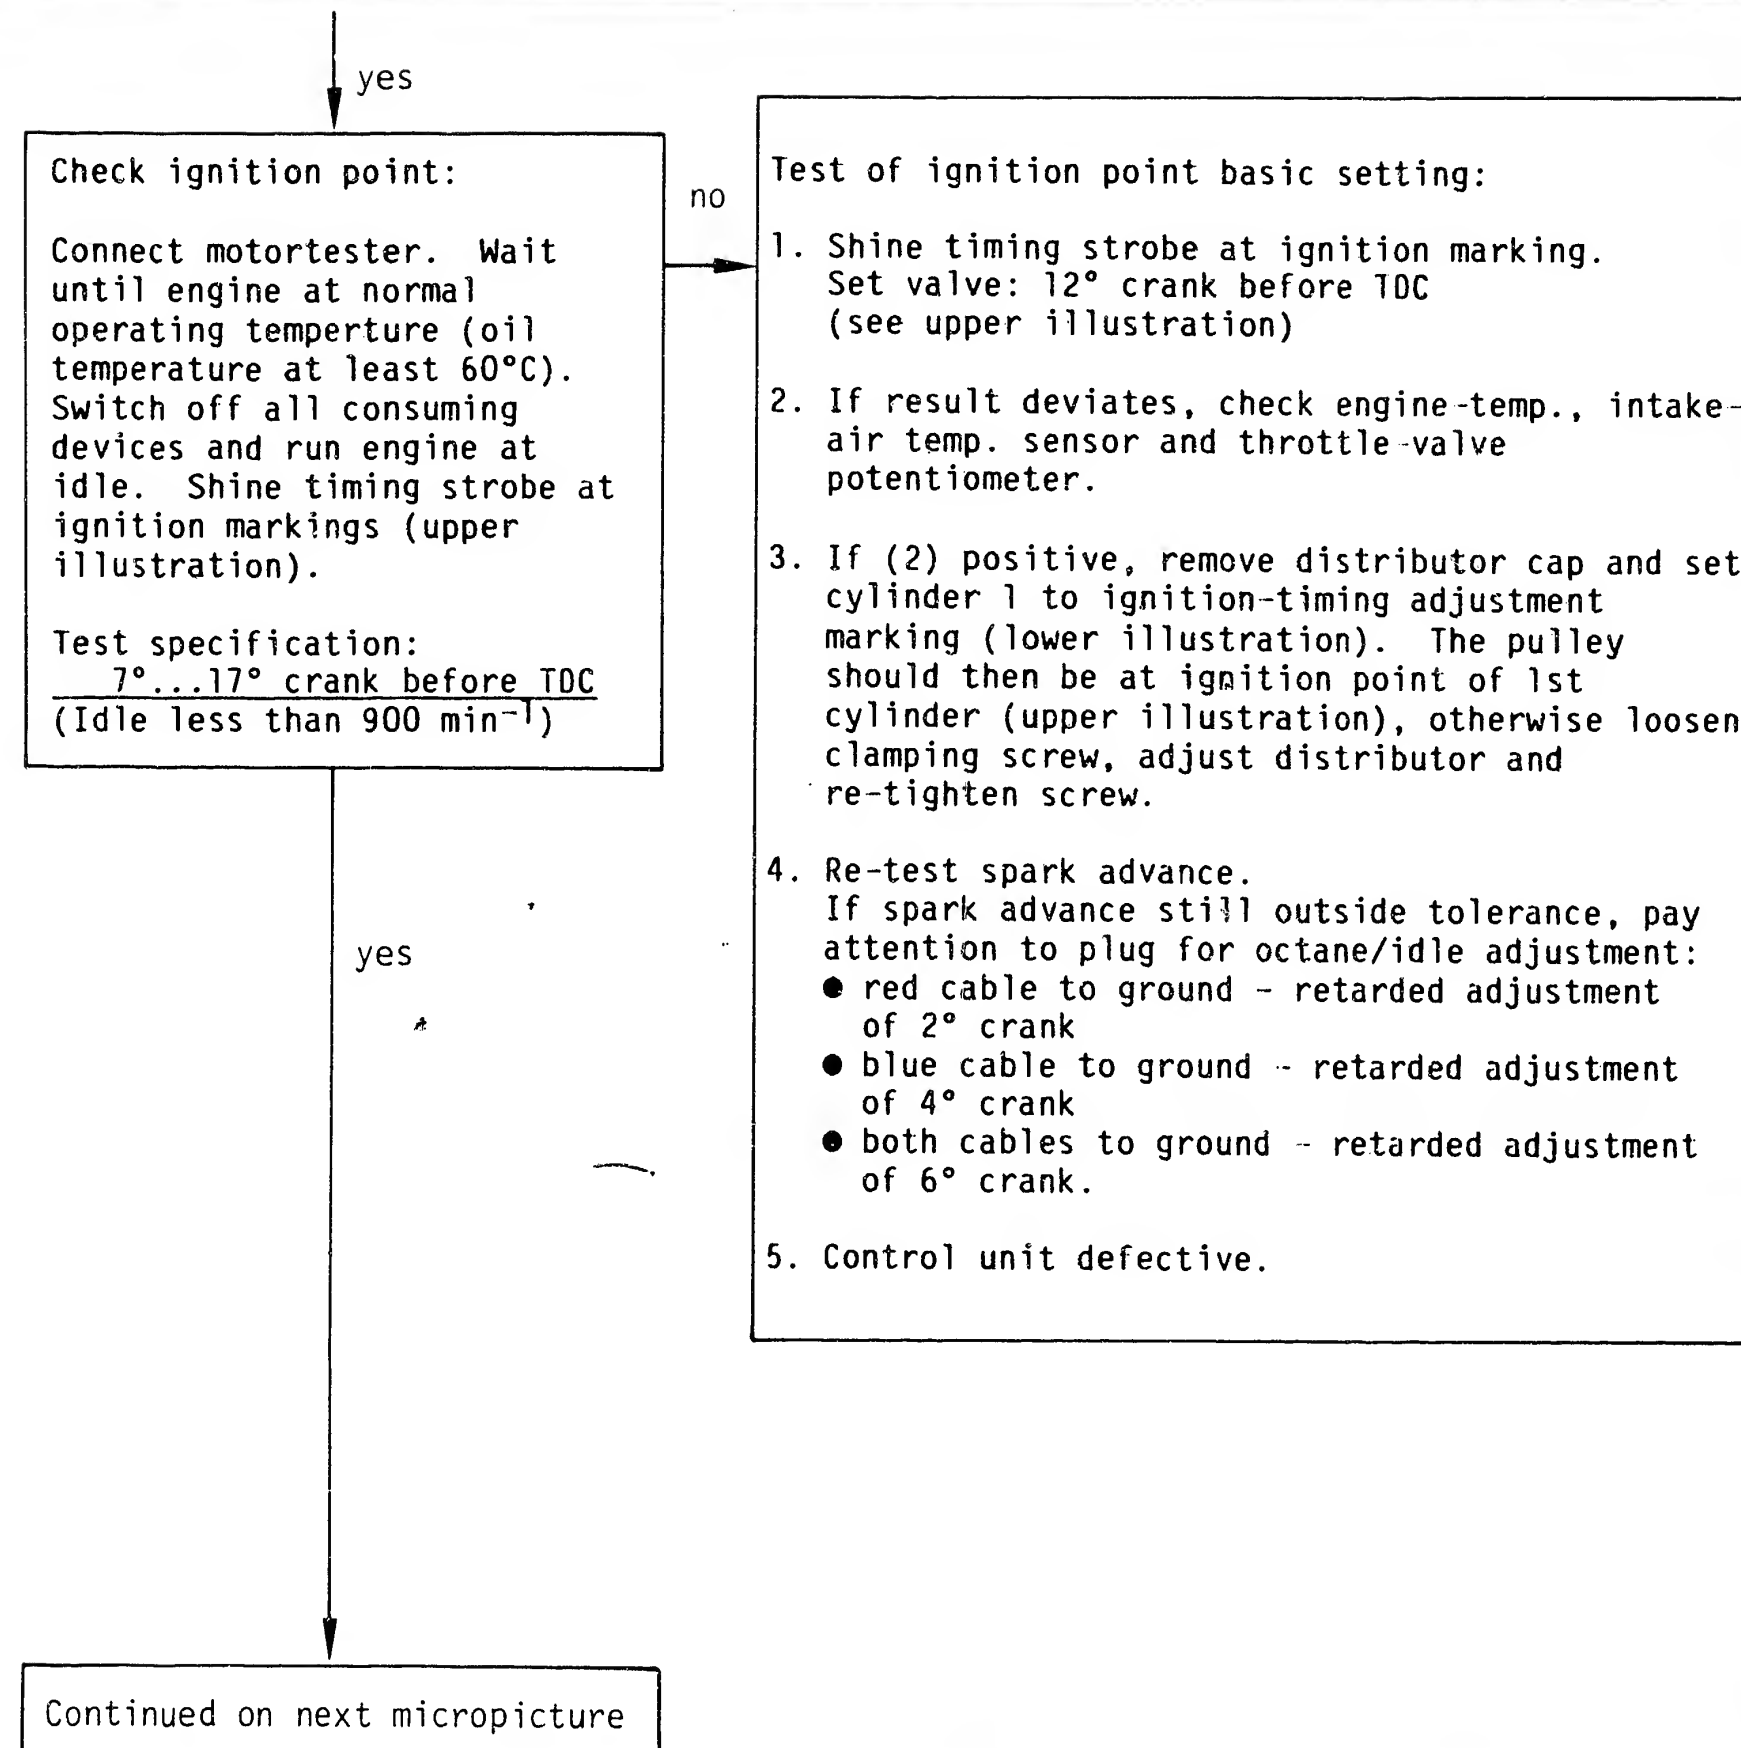 yes
Check ignition point:
Connect motortester.  Wait
until engine at normal
operating temperture (oil
temperature at least 60°C).
Switch off all consuming
devices and run engine at
idle.  Shine timing strobe at
ignition markings (upper
illustration).
Test specification:
7°...17° crank before TDC
(Idle less than 900 min⁻¹)
no
Test of ignition point basic setting:
1. Shine timing strobe at ignition marking.
Set valve: 12° crank before TDC
(see upper illustration)
2. If result deviates, check engine-temp., intake-
air temp. sensor and throttle-valve
potentiometer.
3. If (2) positive, remove distributor cap and set
cylinder 1 to ignition-timing adjustment
marking (lower illustration).  The pulley
should then be at ignition point of 1st
cylinder (upper illustration), otherwise loosen
clamping screw, adjust distributor and
re-tighten screw.
4. Re-test spark advance.
If spark advance still outside tolerance, pay
attention to plug for octane/idle adjustment:
● red cable to ground - retarded adjustment
of 2° crank
● blue cable to ground - retarded adjustment
of 4° crank
● both cables to ground - retarded adjustment
of 6° crank.
5. Control unit defective.
yes
Continued on next micropicture